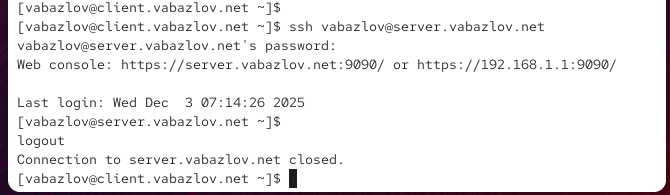 [vabazlov@client.vabazlov.net ~]$
[vabazlov@client.vabazlov.net ~]$ ssh vabazlov@server.vabazlov.net
vabazlov@server.vabazlov.net's password:
Web console: https://server.vabazlov.net:9090/ or https://192.168.1.1:9090/
Last login: Wed Dec  3 07:14:26 2025
[vabazlov@server.vabazlov.net ~]$
logout
Connection to server.vabazlov.net closed.
[vabazlov@client.vabazlov.net ~]$